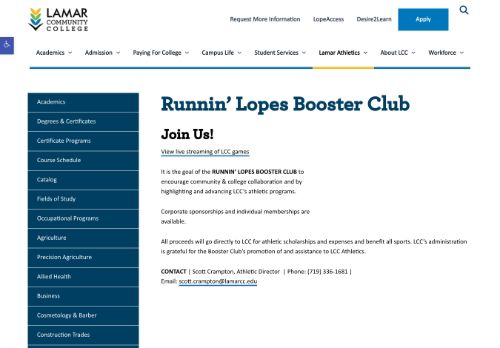 LAMAR
COMMUNITY
COLLEGE
Request More Information LopeAccess Desire2Learn Apply
Academics Admission Paying For College Campus Life Student Services Lamar Athletics About LCC Workforce
Academics
Degrees & Certificates
Certificate Programs
Course Schedule
Catalog
Fields of Study
Occupational Programs
Agriculture
Precision Agriculture
Allied Health
Business
Cosmetology & Barber
Construction Trades
Runnin’ Lopes Booster Club
Join Us!
View live streaming of LCC games
It is the goal of the RUNNIN’ LOPES BOOSTER CLUB to
encourage community & college collaboration and by
highlighting and advancing LCC’s athletic programs.
Corporate sponsorships and individual memberships are
available.
All proceeds will go directly to LCC for athletic scholarships and expenses and benefit all sports. LCC’s administration
is grateful for the Booster Club’s promotion of and assistance to LCC Athletics.
CONTACT | Scott Crampton, Athletic Director | Phone: (719) 336-1681 |
Email: scott.crampton@lamarcc.edu